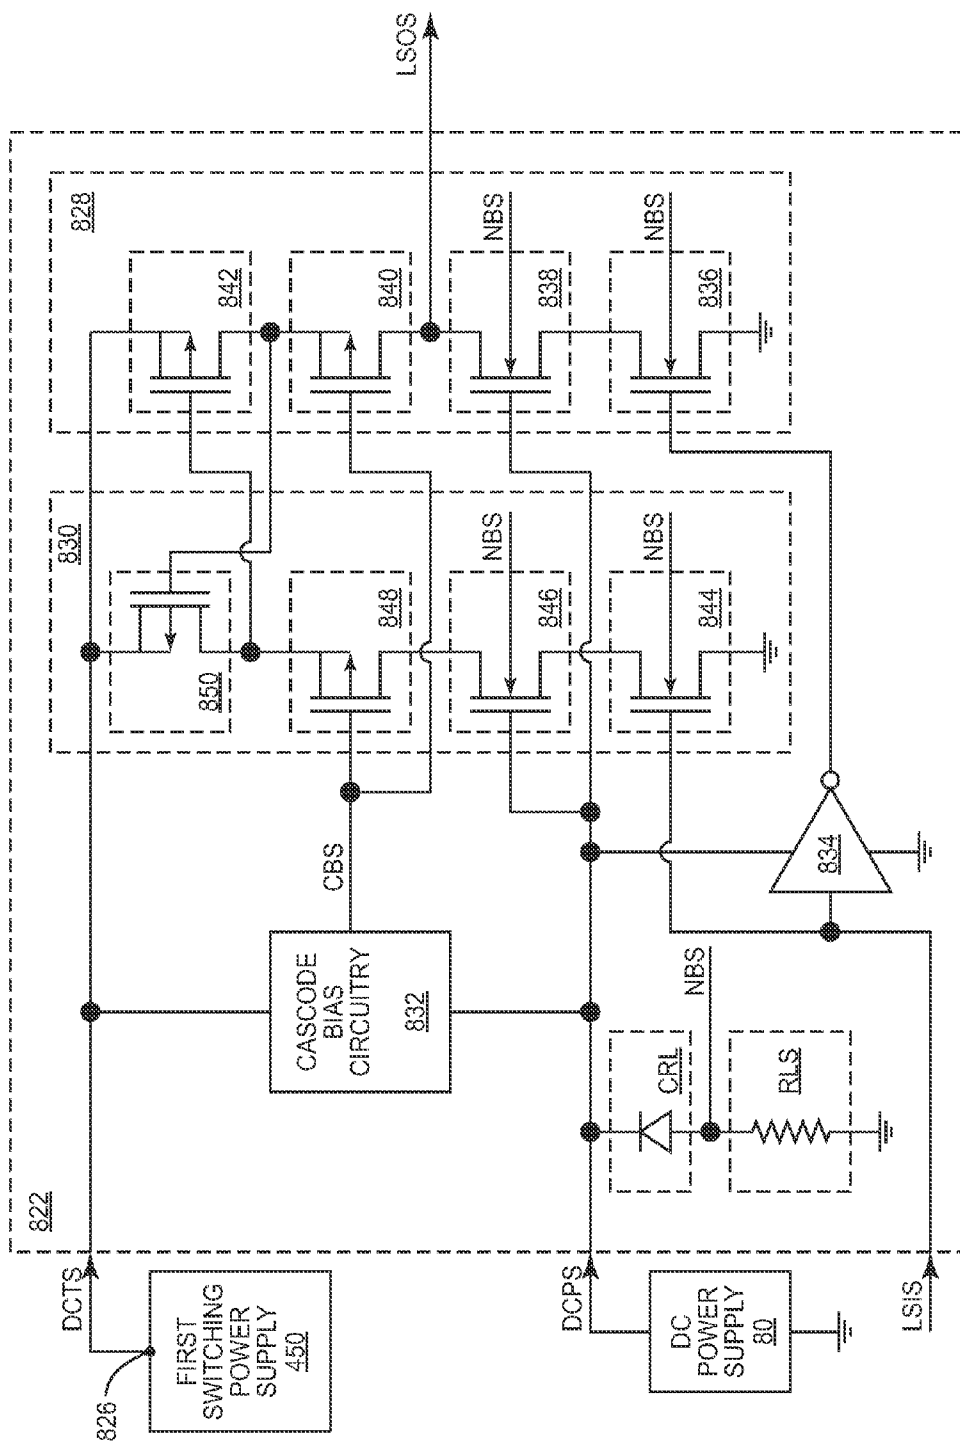 822
DCTS
826
FIRST
SWITCHING
POWER
SUPPLY
450
DCPS
DC
POWER
SUPPLY
80
LSIS
CASCODE
BIAS
CIRCUITRY
832
CBS
CRL
NBS
RLS
834
830
850
848
NBS
846
NBS
844
828
842
840
NBS
838
NBS
836
LSOS